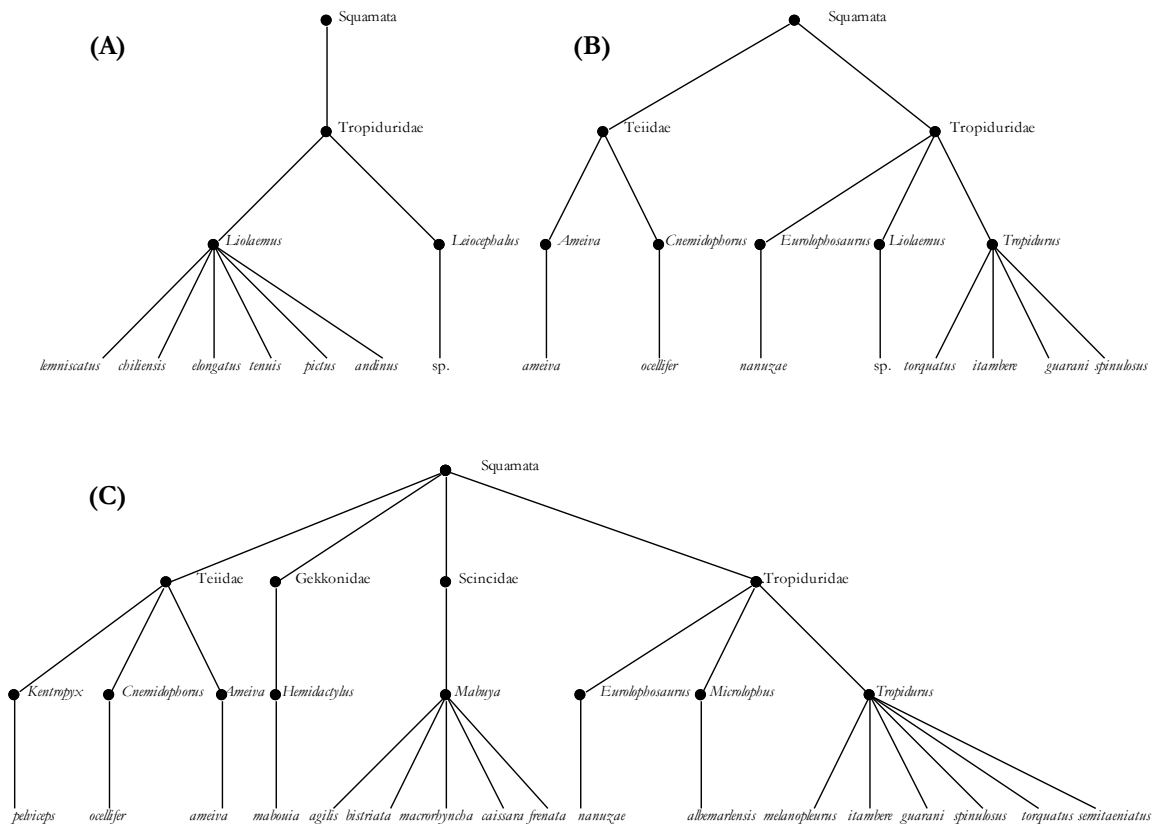 Squamata
Squamata
(A)
(B)
Tropiduridae
Teiidae
Tropiduridae
Liolaemus
Leiocephalus
Ameiva
Cnemidophorus
Eurolophosaurus
Liolaemus
Tropidurus
lemniscatus chiliensis elongatus tenuis pictus andinus sp. ameiva ocellifer nanuzae sp. torquatus itambere guarani spinulosus
Squamata
(C)
Teiidae
Gekkonidae
Scincidae
Tropiduridae
Kentropyx
Cnemidophorus
Ameiva
Hemidactylus
Mabuya
Eurolophosaurus
Microlophus
Tropidurus
pelviceps ocellifer ameiva mabouia agilis bistriata macrorhyncha caissara frenata nanuzae albemarlensis melanopleurus itambere guarani spinulosus torquatus semitaeniatus